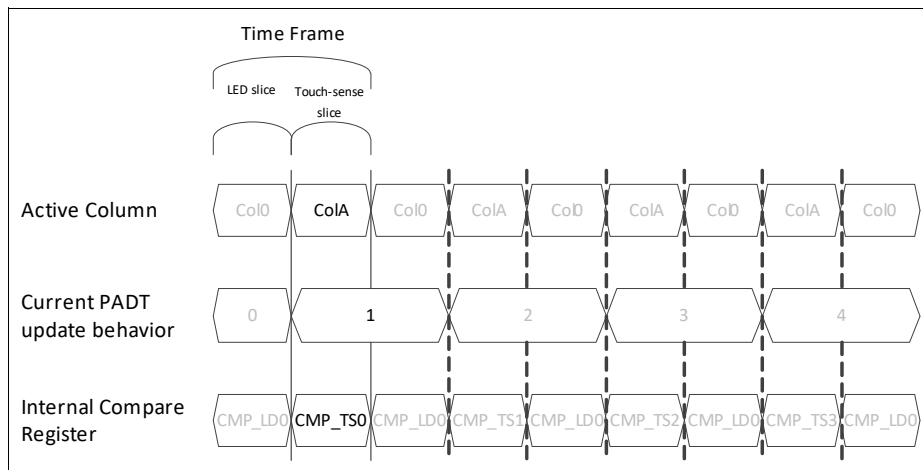 Time Frame
LED slice Touch-sense
slice
Active Column Col0 ColA Col0 ColA Col0 ColA Col0 ColA Col0
Current PADT
update behavior 0 1 2 3 4
Internal Compare
Register CMP_LD0 CMP_TS0 CMP_LD0 CMP_TS1 CMP_LD0 CMP_TS2 CMP_LD0 CMP_TS3 CMP_LD0